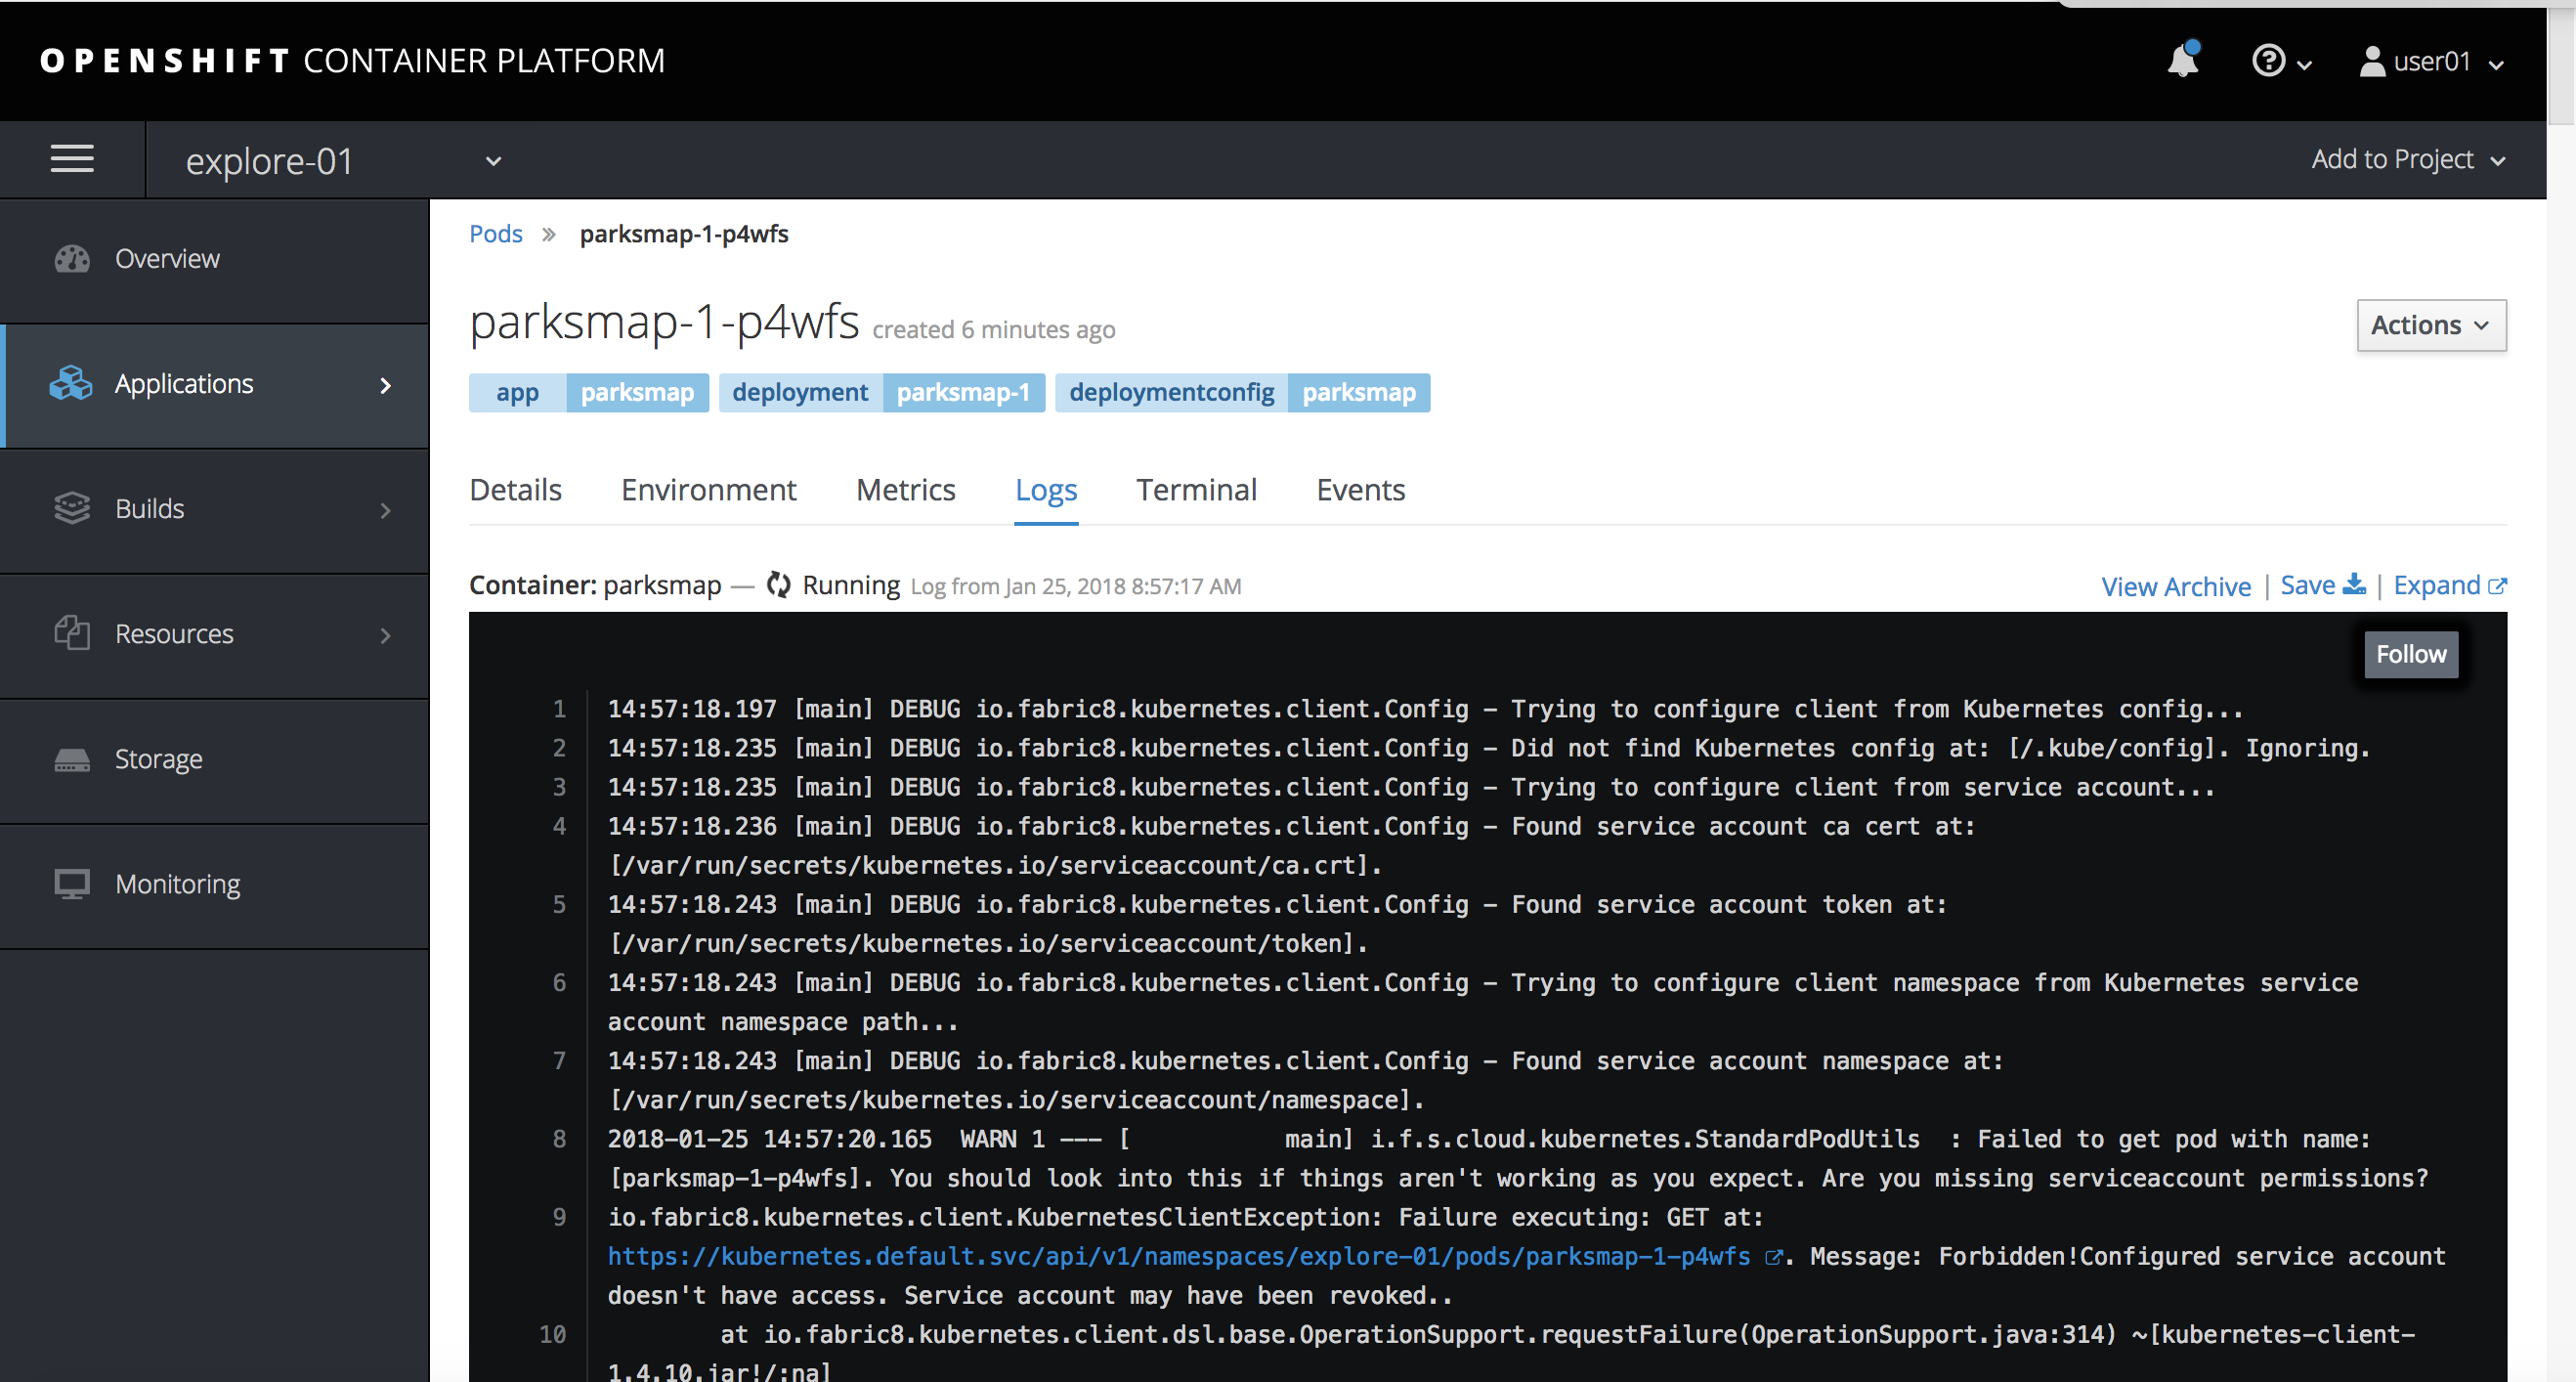 OPENSHIFT CONTAINER PLATFORM
user01
explore-01
Add to Project
Overview
Applications
Builds
Resources
Storage
Monitoring
Pods » parksmap-1-p4wfs
parksmap-1-p4wfs created 6 minutes ago
Actions
app parksmap deployment parksmap-1 deploymentconfig parksmap
Details Environment Metrics Logs Terminal Events
Container: parksmap — Running Log from Jan 25, 2018 8:57:17 AM
View Archive | Save | Expand
Follow
1 14:57:18.197 [main] DEBUG io.fabric8.kubernetes.client.Config - Trying to configure client from Kubernetes config...
2 14:57:18.235 [main] DEBUG io.fabric8.kubernetes.client.Config - Did not find Kubernetes config at: [/.kube/config]. Ignoring.
3 14:57:18.235 [main] DEBUG io.fabric8.kubernetes.client.Config - Trying to configure client from service account...
4 14:57:18.236 [main] DEBUG io.fabric8.kubernetes.client.Config - Found service account ca cert at:
[/var/run/secrets/kubernetes.io/serviceaccount/ca.crt].
5 14:57:18.243 [main] DEBUG io.fabric8.kubernetes.client.Config - Found service account token at:
[/var/run/secrets/kubernetes.io/serviceaccount/token].
6 14:57:18.243 [main] DEBUG io.fabric8.kubernetes.client.Config - Trying to configure client namespace from Kubernetes service
account namespace path...
7 14:57:18.243 [main] DEBUG io.fabric8.kubernetes.client.Config - Found service account namespace at:
[/var/run/secrets/kubernetes.io/serviceaccount/namespace].
8 2018-01-25 14:57:20.165  WARN 1 --- [           main] i.f.s.cloud.kubernetes.StandardPodUtils  : Failed to get pod with name:
[parksmap-1-p4wfs]. You should look into this if things aren't working as you expect. Are you missing serviceaccount permissions?
9 io.fabric8.kubernetes.client.KubernetesClientException: Failure executing: GET at:
https://kubernetes.default.svc/api/v1/namespaces/explore-01/pods/parksmap-1-p4wfs . Message: Forbidden!Configured service account
doesn't have access. Service account may have been revoked..
10 at io.fabric8.kubernetes.client.dsl.base.OperationSupport.requestFailure(OperationSupport.java:314) ~[kubernetes-client-
1.4.10.jar!/:na]